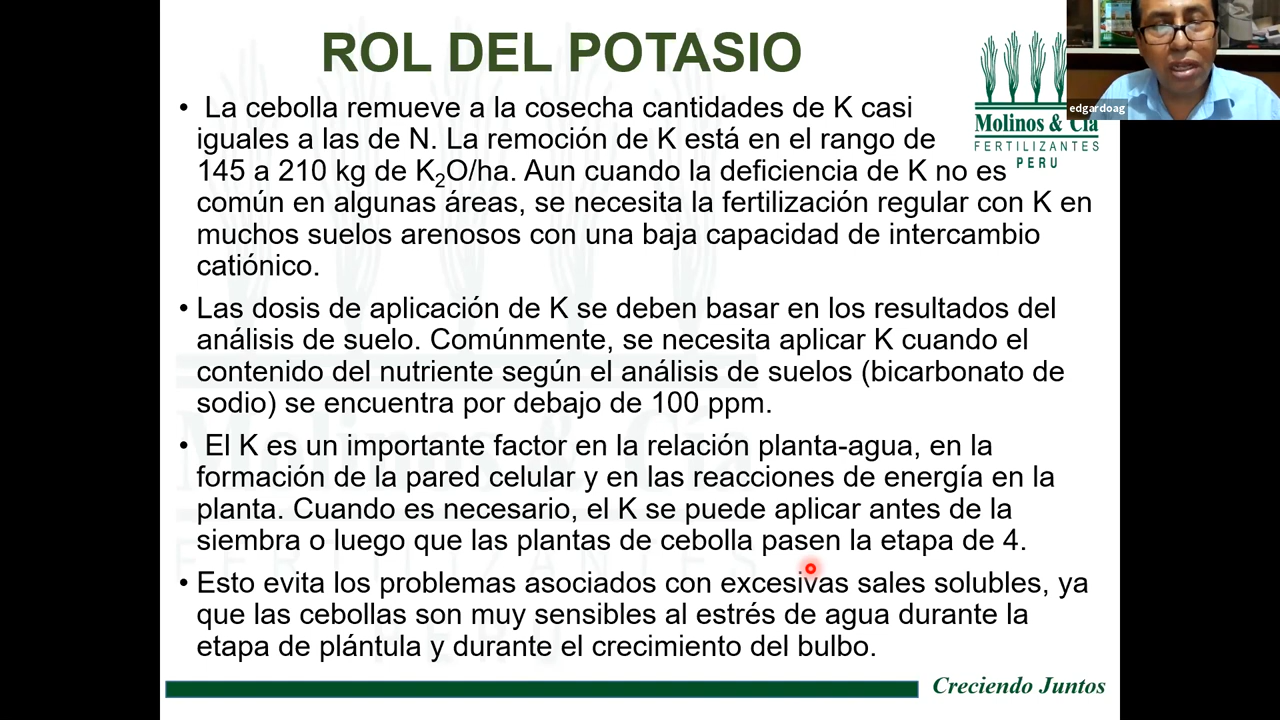 ROL DEL POTASIO
• La cebolla remueve a la cosecha cantidades de K casi
iguales a las de N. La remoción de K está en el rango de
145 a 210 kg de K2O/ha. Aun cuando la deficiencia de K no es
común en algunas áreas, se necesita la fertilización regular con K en
muchos suelos arenosos con una baja capacidad de intercambio
catiónico.
• Las dosis de aplicación de K se deben basar en los resultados del
análisis de suelo. Comúnmente, se necesita aplicar K cuando el
contenido del nutriente según el análisis de suelos (bicarbonato de
sodio) se encuentra por debajo de 100 ppm.
• El K es un importante factor en la relación planta-agua, en la
formación de la pared celular y en las reacciones de energía en la
planta. Cuando es necesario, el K se puede aplicar antes de la
siembra o luego que las plantas de cebolla pasen la etapa de 4.
• Esto evita los problemas asociados con excesivas sales solubles, ya
que las cebollas son muy sensibles al estrés de agua durante la
etapa de plántula y durante el crecimiento del bulbo.
Molinos & Cía
FERTILIZANTES
PERU
edgardoag
Creciendo Juntos
Molinos & Cía
FERTILIZANTES
PERU